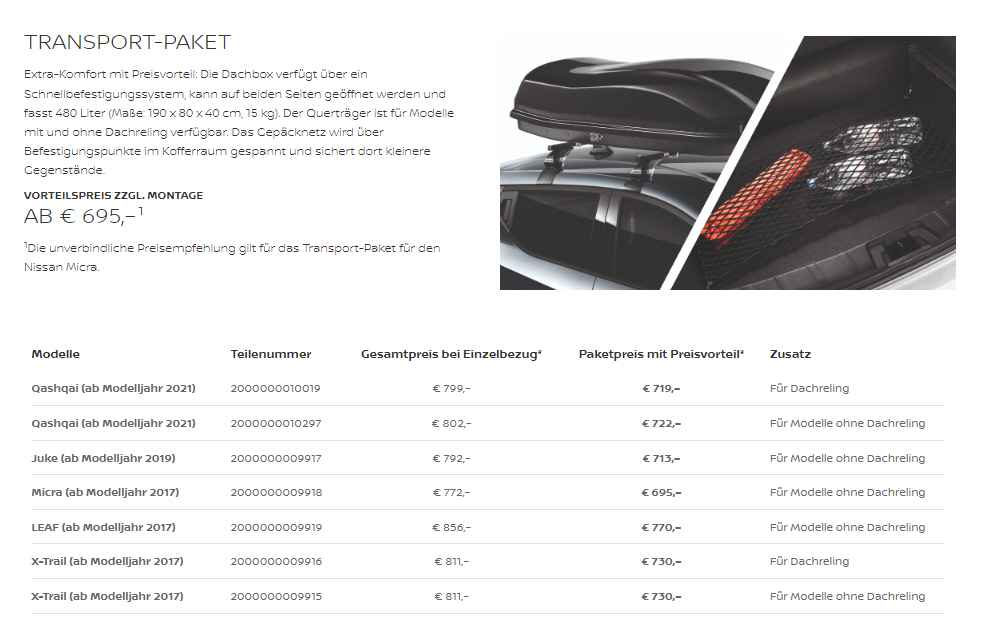 TRANSPORT-PAKET
Extra-Komfort mit Preisvorteil: Die Dachbox verfügt über ein
Schnellbefestigungssystem, kann auf beiden Seiten geöffnet werden und
fasst 480 Liter (Maße: 190 x 80 x 40 cm, 15 kg). Der Querträger ist für Modelle
mit und ohne Dachreling verfügbar. Das Gepäcknetz wird über
Befestigungspunkte im Kofferraum gespannt und sichert dort kleinere
Gegenstände.
VORTEILSPREIS ZZGL. MONTAGE
AB € 695,–¹
¹Die unverbindliche Preisempfehlung gilt für das Transport-Paket für den
Nissan Micra.
Modelle Teilenummer Gesamtpreis bei Einzelbezug* Paketpreis mit Preisvorteil* Zusatz
Qashqai (ab Modelljahr 2021) 2000000010019 € 799,– € 719,– Für Dachreling
Qashqai (ab Modelljahr 2021) 2000000010297 € 802,– € 722,– Für Modelle ohne Dachreling
Juke (ab Modelljahr 2019) 2000000009917 € 792,– € 713,– Für Modelle ohne Dachreling
Micra (ab Modelljahr 2017) 2000000009918 € 772,– € 695,– Für Modelle ohne Dachreling
LEAF (ab Modelljahr 2017) 2000000009919 € 856,– € 770,– Für Modelle ohne Dachreling
X-Trail (ab Modelljahr 2017) 2000000009916 € 811,– € 730,– Für Dachreling
X-Trail (ab Modelljahr 2017) 2000000009915 € 811,– € 730,– Für Modelle ohne Dachreling